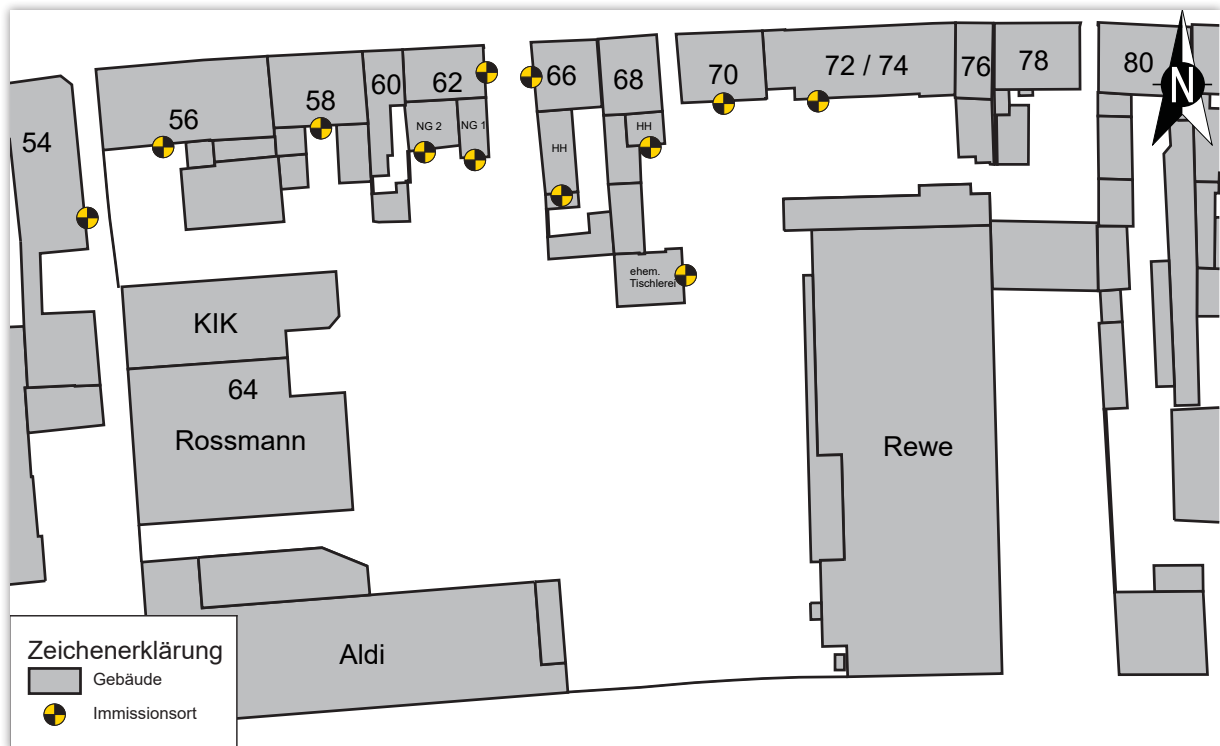 54
56
58
60
62
NG 2
NG 1
66
68
HH
HH
70
72 / 74
76
78
80
N
ehem.
Tischlerei
KIK
64
Rossmann
Rewe
Aldi
Zeichenerklärung
Gebäude
Immissionsort